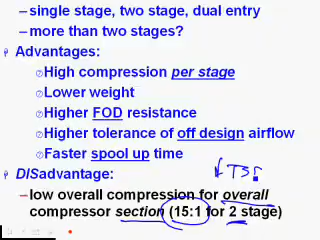 –single stage, two stage, dual entry
–more than two stages?
Advantages:
High compression per stage
Lower weight
Higher FOD resistance
Higher tolerance of off design airflow
Faster spool up time
DISadvantage:
–low overall compression for overall
compressor section (15:1 for 2 stage)